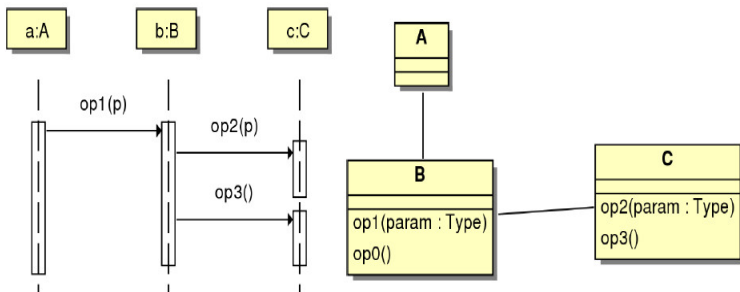 a:A
b:B
c:C
op1(p)
op2(p)
op3()
A
B
op1(param : Type)
op0()
C
op2(param : Type)
op3()